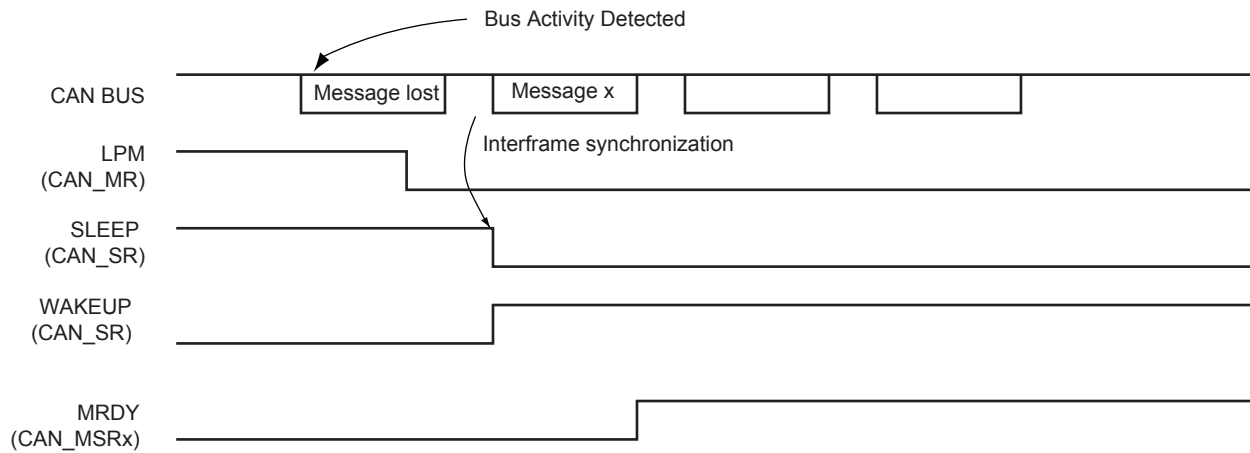 Bus Activity Detected
CAN BUS
Message lost
Message x
Interframe synchronization
LPM
(CAN_MR)
SLEEP
(CAN_SR)
WAKEUP
(CAN_SR)
MRDY
(CAN_MSRx)